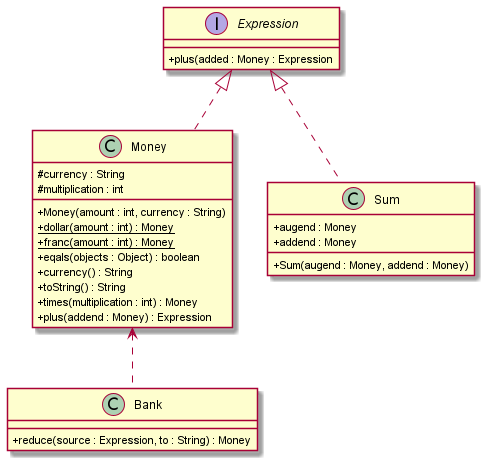 I Expression
+plus(added : Money : Expression
C Money
#currency : String
#multiplication : int
+Money(amount : int, currency : String)
+dollar(amount : int) : Money
+franc(amount : int) : Money
+eqals(objects : Object) : boolean
+currency() : String
+toString() : String
+times(multiplication : int) : Money
+plus(addend : Money) : Expression
C Sum
+augend : Money
+addend : Money
+Sum(augend : Money, addend : Money)
C Bank
+reduce(source : Expression, to : String) : Money